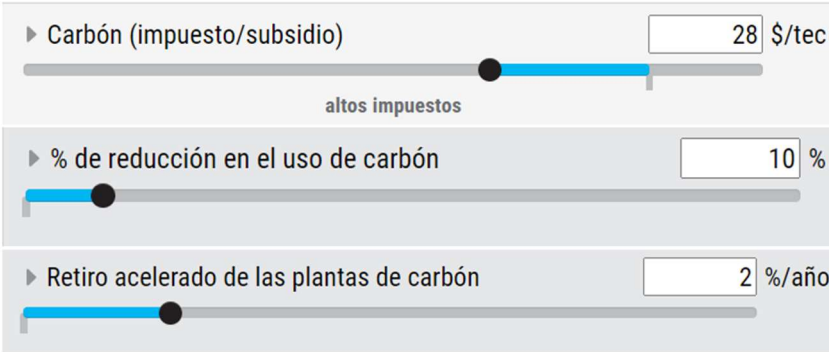 Carbón (impuesto/subsidio) 28 $/tec
altos impuestos
% de reducción en el uso de carbón 10 %
Retiro acelerado de las plantas de carbón 2 %/año